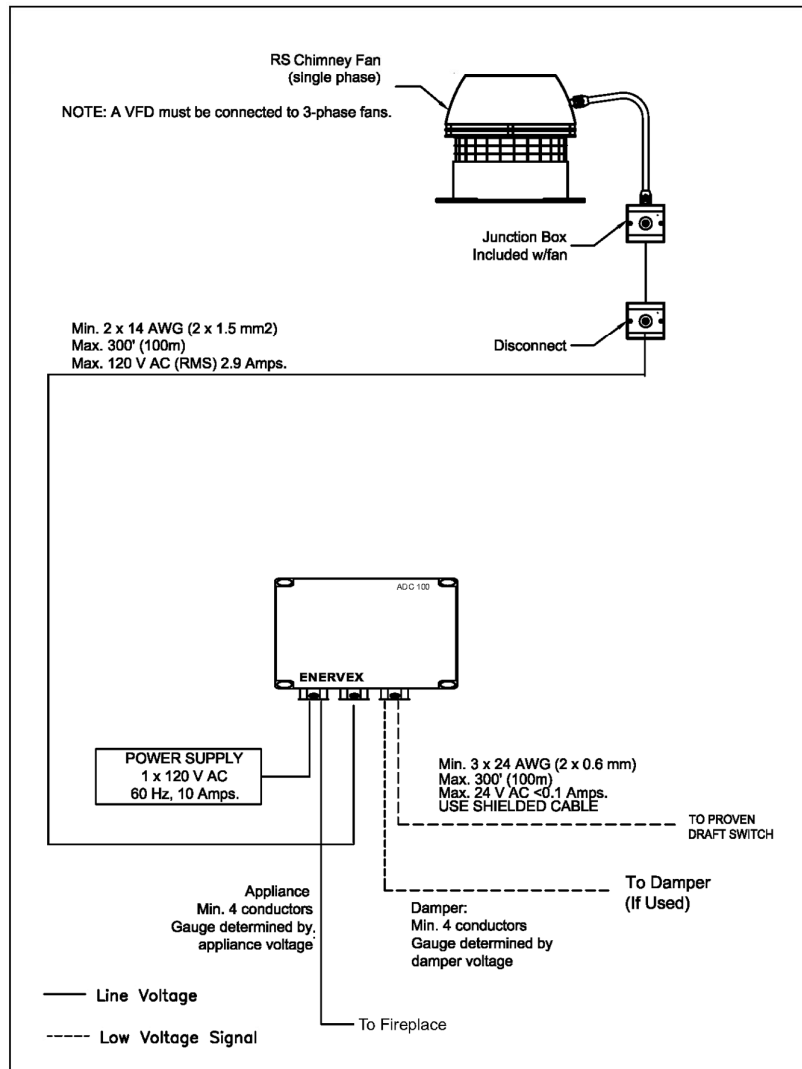 RS Chimney Fan
(single phase)
NOTE: A VFD must be connected to 3-phase fans.
Junction Box
Included w/fan
Min. 2 x 14 AWG (2 x 1.5 mm2)
Max. 300' (100m)
Max. 120 V AC (RMS) 2.9 Amps.
Disconnect
ADC 100
ENERVEX
POWER SUPPLY
1 x 120 V AC
60 Hz, 10 Amps.
Min. 3 x 24 AWG (2 x 0.6 mm)
Max. 300' (100m)
Max. 24 V AC <0.1 Amps.
USE SHIELDED CABLE
TO PROVEN
DRAFT SWITCH
Appliance
Min. 4 conductors
Gauge determined by
appliance voltage
Damper:
Min. 4 conductors
Gauge determined by
damper voltage
To Damper
(If Used)
Line Voltage
To Fireplace
Low Voltage Signal